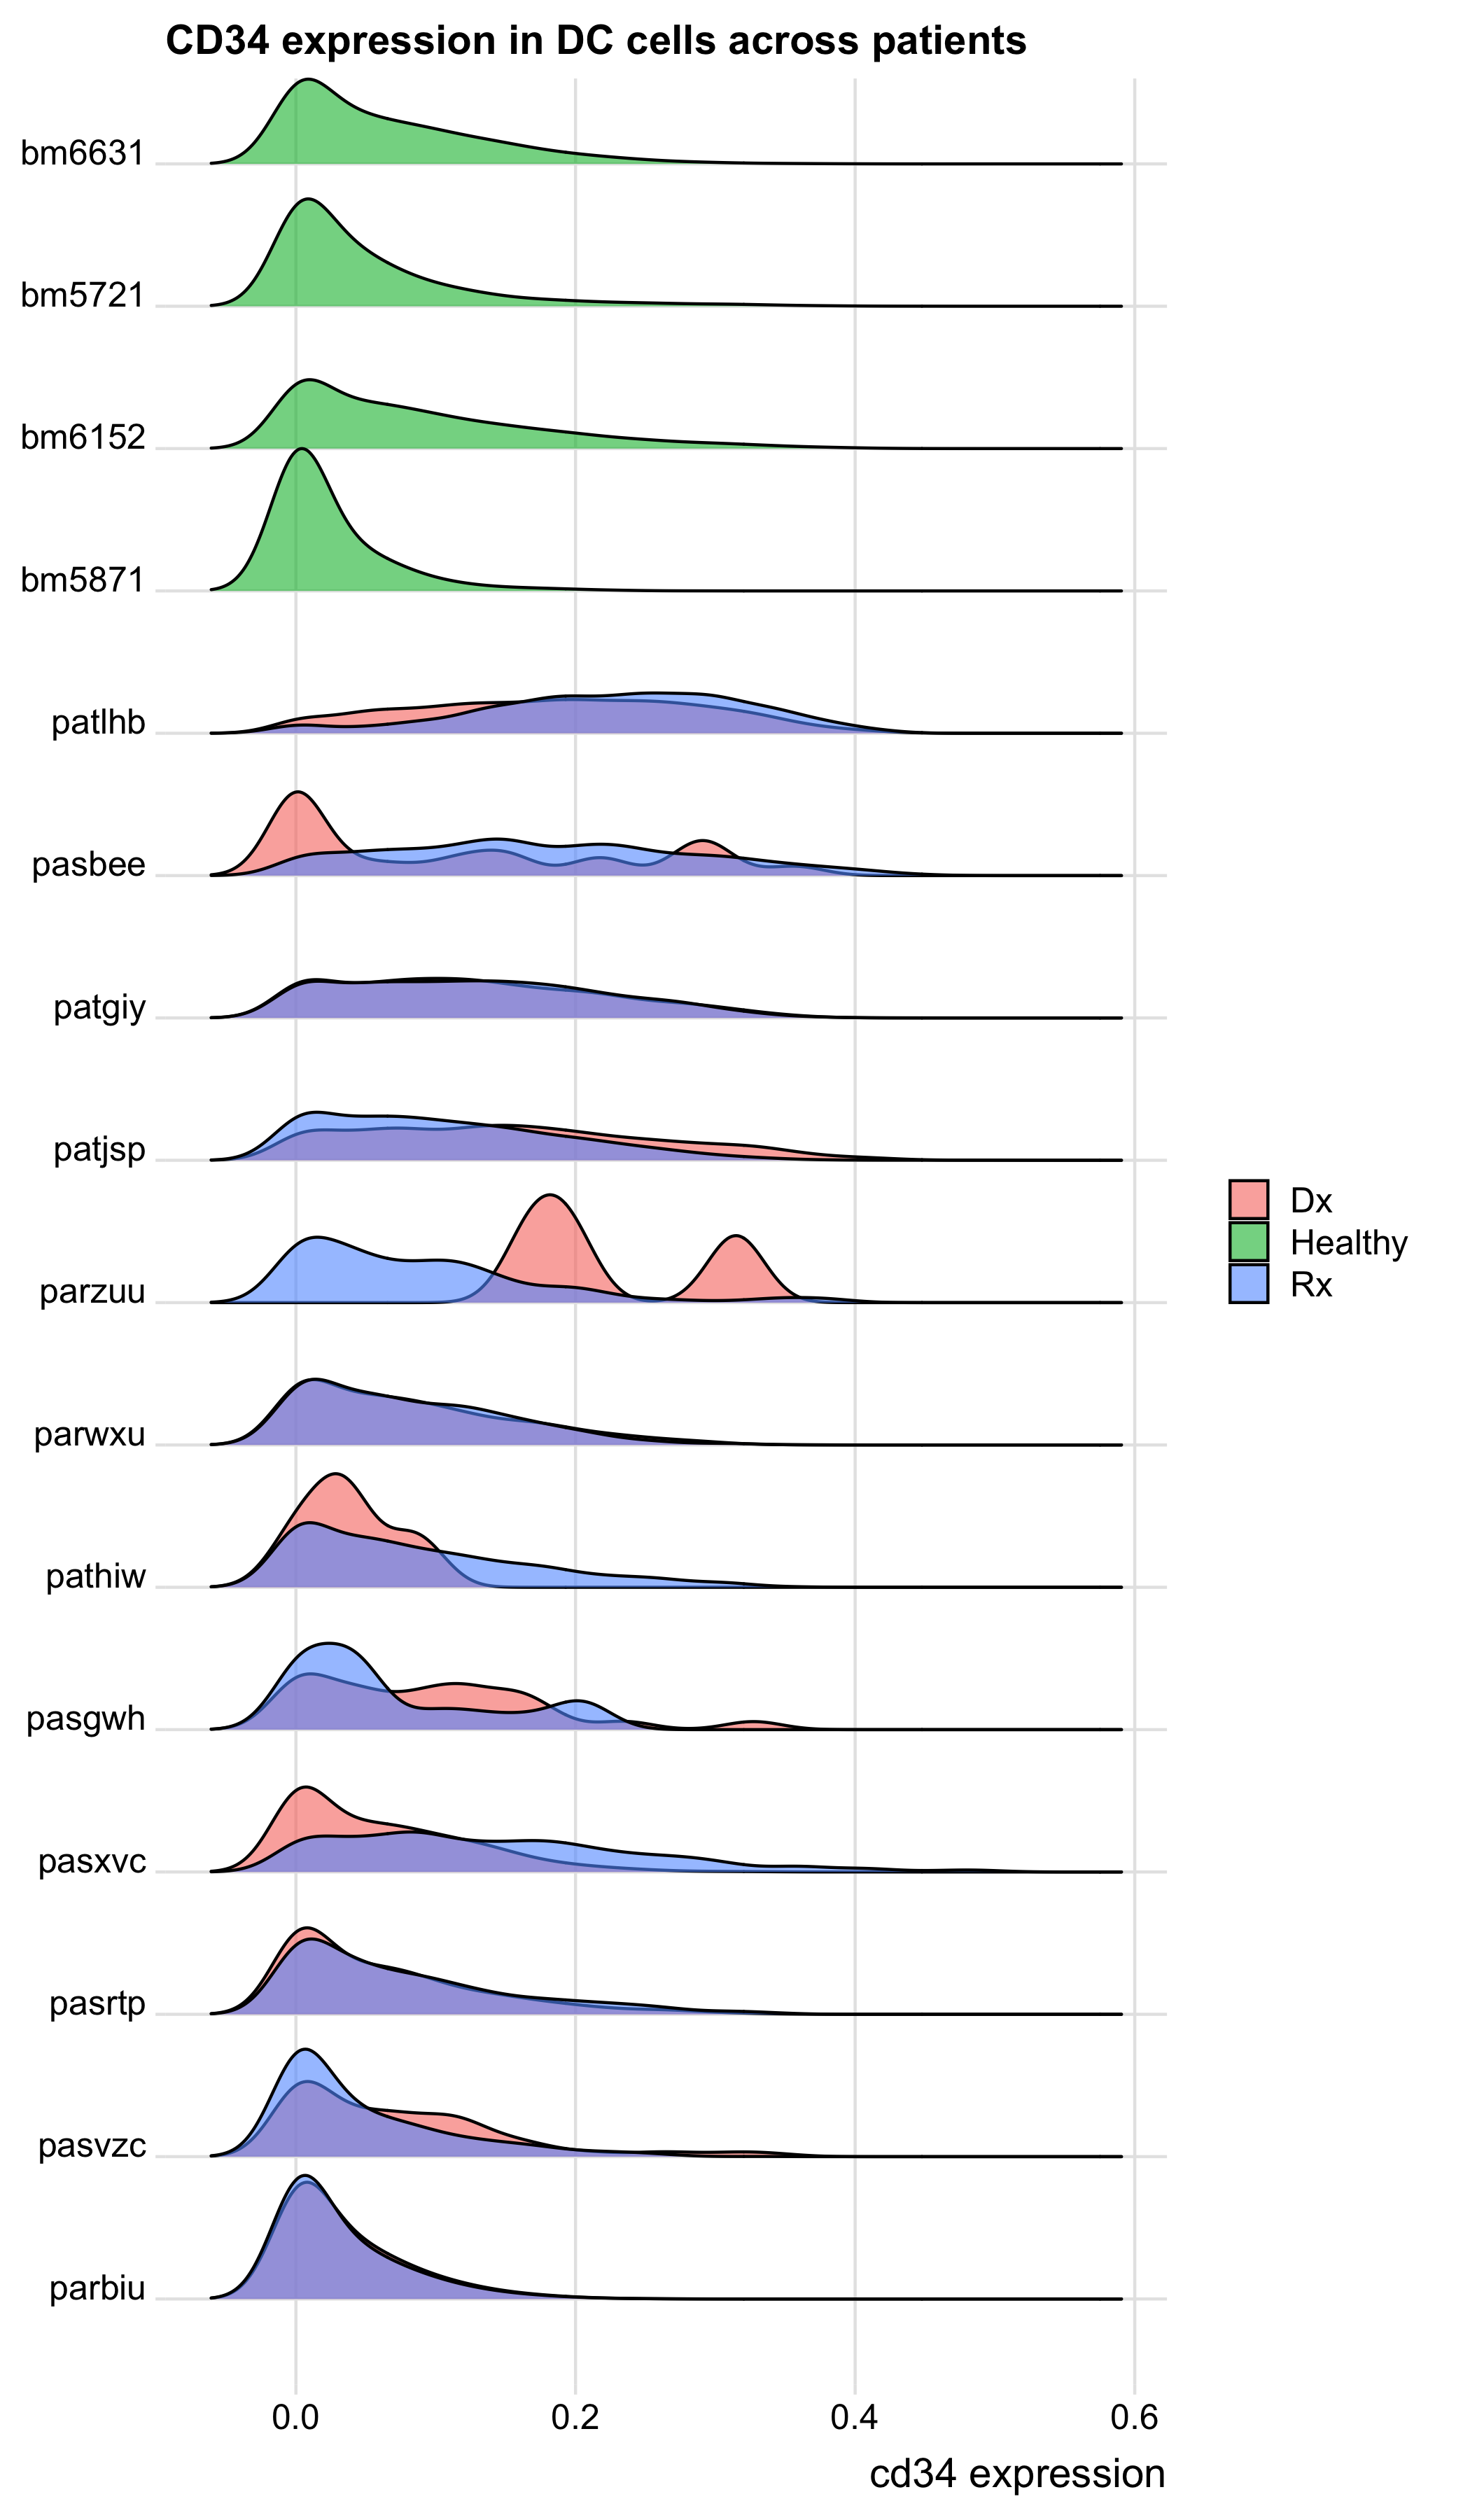 CD34 expression in DC cells across patients
bm6631
bm5721
bm6152
bm5871
patlhb
pasbee
patgiy
patjsp
parzuu
parwxu
pathiw
pasgwh
pasxvc
pasrtp
pasvzc
parbiu
Dx
Healthy
Rx
0.0 0.2 0.4 0.6
cd34 expression